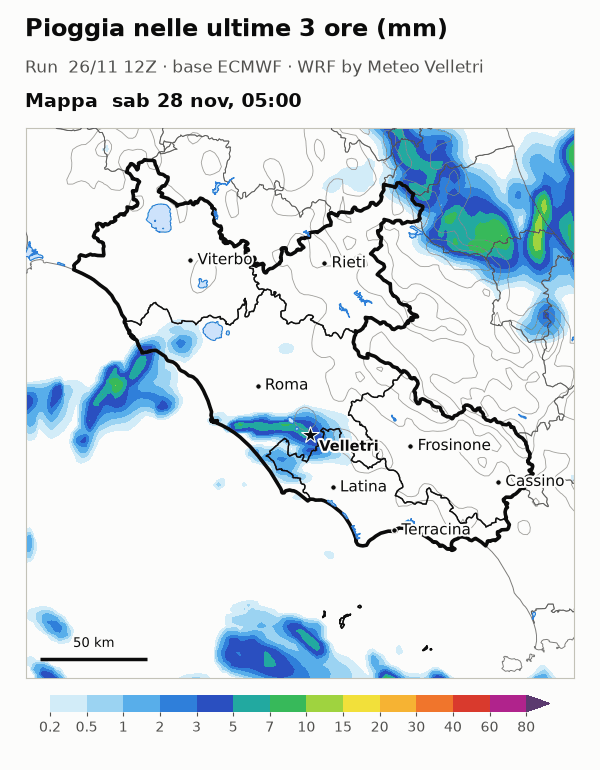 Pioggia nelle ultime 3 ore (mm)
Run  26/11 12Z · base ECMWF · WRF by Meteo Velletri
Mappa  sab 28 nov, 05:00
Viterbo
Rieti
Roma
Velletri
Frosinone
Cassino
Latina
Terracina
50 km
0.2 0.5 1 2 3 5 7 10 15 20 30 40 60 80